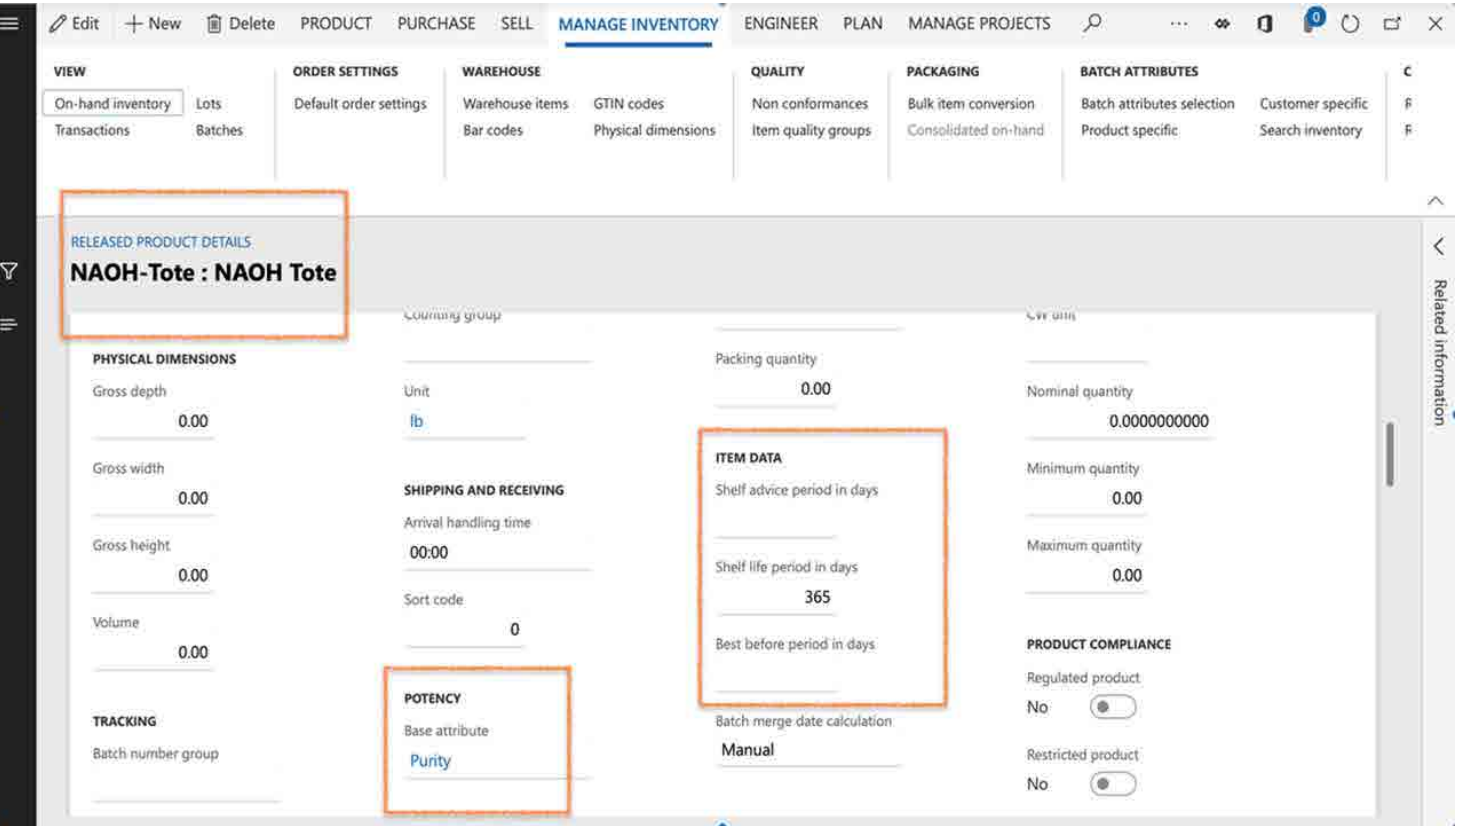 Edit New Delete PRODUCT PURCHASE SELL MANAGE INVENTORY ENGINEER PLAN MANAGE PROJECTS ... 0
VIEW
On-hand inventory Lots
Transactions Batches
ORDER SETTINGS
Default order settings
WAREHOUSE
Warehouse items GTIN codes
Bar codes Physical dimensions
QUALITY
Non conformances
Item quality groups
PACKAGING
Bulk item conversion
Consolidated on-hand
BATCH ATTRIBUTES
Batch attributes selection Customer specific
Product specific Search inventory
RELEASED PRODUCT DETAILS
NAOH-Tote : NAOH Tote
PHYSICAL DIMENSIONS
Gross depth
0.00
Gross width
0.00
Gross height
0.00
Volume
0.00
TRACKING
Batch number group
Counting group
Unit
lb
SHIPPING AND RECEIVING
Arrival handling time
00:00
Sort code
0
POTENCY
Base attribute
Purity
Packing quantity
0.00
ITEM DATA
Shelf advice period in days
Shelf life period in days
365
Best before period in days
Batch merge date calculation
Manual
CW unit
Nominal quantity
0.0000000000
Minimum quantity
0.00
Maximum quantity
0.00
PRODUCT COMPLIANCE
Regulated product
No
Restricted product
No
Related information